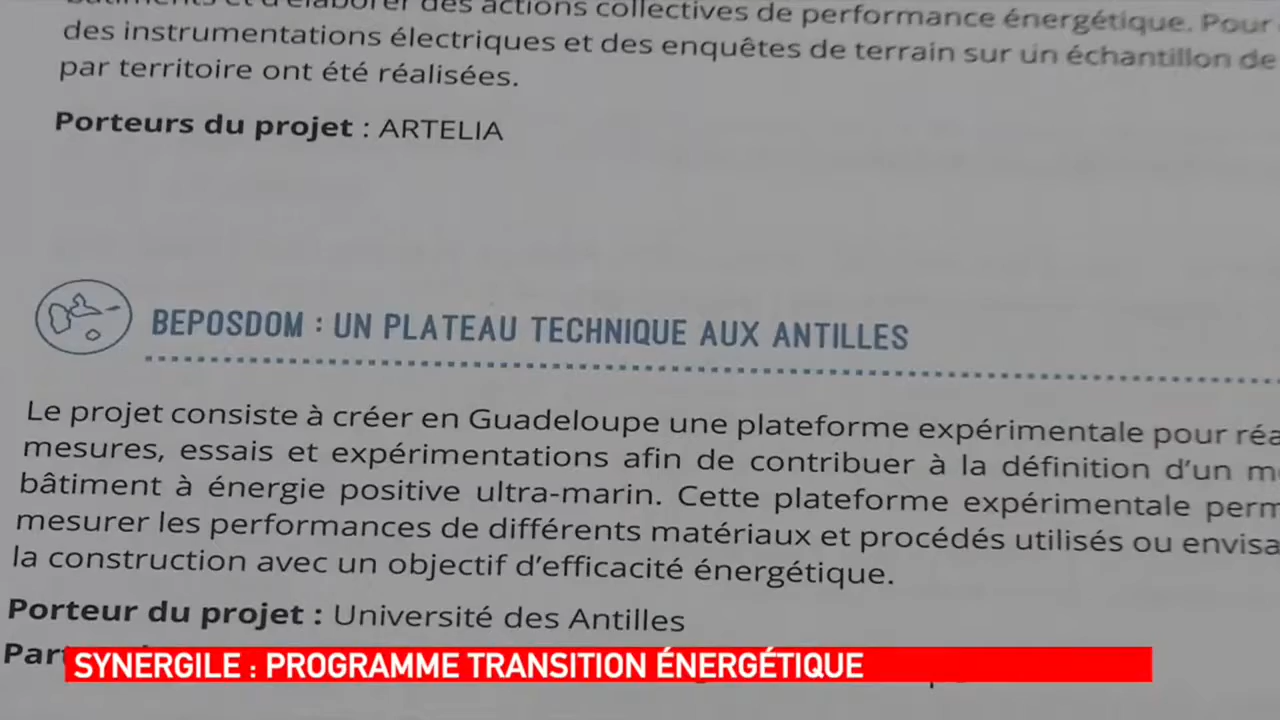 bâtiments et d'élaborer des actions collectives de performance énergétique. Pour
des instrumentations électriques et des enquêtes de terrain sur un échantillon de
par territoire ont été réalisées.
Porteurs du projet : ARTELIA
BEPOSDOM : UN PLATEAU TECHNIQUE AUX ANTILLES
Le projet consiste à créer en Guadeloupe une plateforme expérimentale pour réa
mesures, essais et expérimentations afin de contribuer à la définition d'un m
bâtiment à énergie positive ultra-marin. Cette plateforme expérimentale perm
mesurer les performances de différents matériaux et procédés utilisés ou envisa
la construction avec un objectif d'efficacité énergétique.
Porteur du projet : Université des Antilles
Par
SYNERGILE : PROGRAMME TRANSITION ÉNERGÉTIQUE